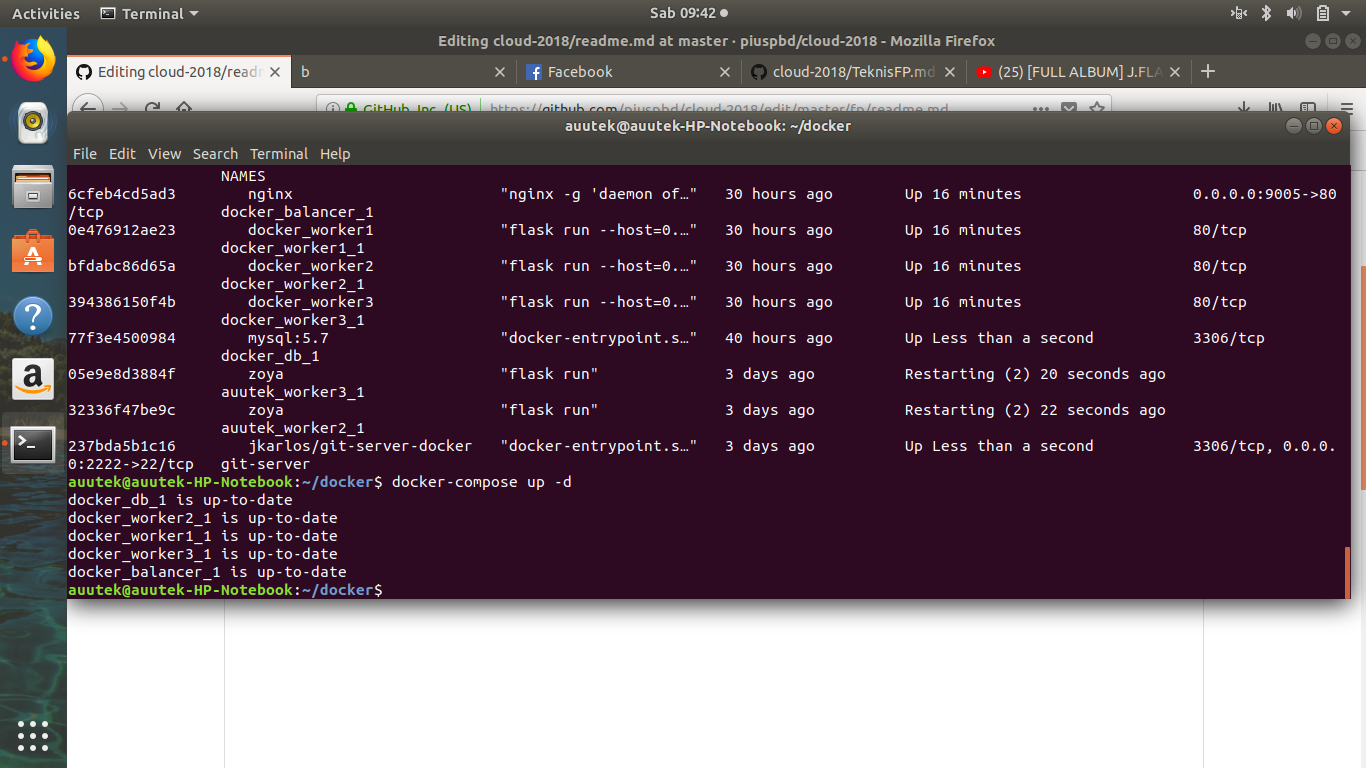 Activities Terminal Sab 09:42
Editing cloud-2018/readme.md at master · piuspbd/cloud-2018 - Mozilla Firefox
Editing cloud-2018/readm b Facebook cloud-2018/TeknisFP.md (25) [FULL ALBUM] J.FLA
GitHub, Inc. (US) https://github.com/piuspbd/cloud-2018/edit/master/fp/readme.md
auutek@auutek-HP-Notebook: ~/docker
File Edit View Search Terminal Help
NAMES
6cfeb4cd5ad3 nginx "nginx -g 'daemon of…" 30 hours ago Up 16 minutes 0.0.0.0:9005->80
/tcp docker_balancer_1
0e476912ae23 docker_worker1 "flask run --host=0.…" 30 hours ago Up 16 minutes 80/tcp
docker_worker1_1
bfdabc86d65a docker_worker2 "flask run --host=0.…" 30 hours ago Up 16 minutes 80/tcp
docker_worker2_1
394386150f4b docker_worker3 "flask run --host=0.…" 30 hours ago Up 16 minutes 80/tcp
docker_worker3_1
77f3e4500984 mysql:5.7 "docker-entrypoint.s…" 40 hours ago Up Less than a second 3306/tcp
docker_db_1
05e9e8d3884f zoya "flask run" 3 days ago Restarting (2) 20 seconds ago
auutek_worker3_1
32336f47be9c zoya "flask run" 3 days ago Restarting (2) 22 seconds ago
auutek_worker2_1
237bda5b1c16 jkarlos/git-server-docker "docker-entrypoint.s…" 3 days ago Up Less than a second 3306/tcp, 0.0.0.
0:2222->22/tcp git-server
auutek@auutek-HP-Notebook:~/docker$ docker-compose up -d
docker_db_1 is up-to-date
docker_worker2_1 is up-to-date
docker_worker1_1 is up-to-date
docker_worker3_1 is up-to-date
docker_balancer_1 is up-to-date
auutek@auutek-HP-Notebook:~/docker$